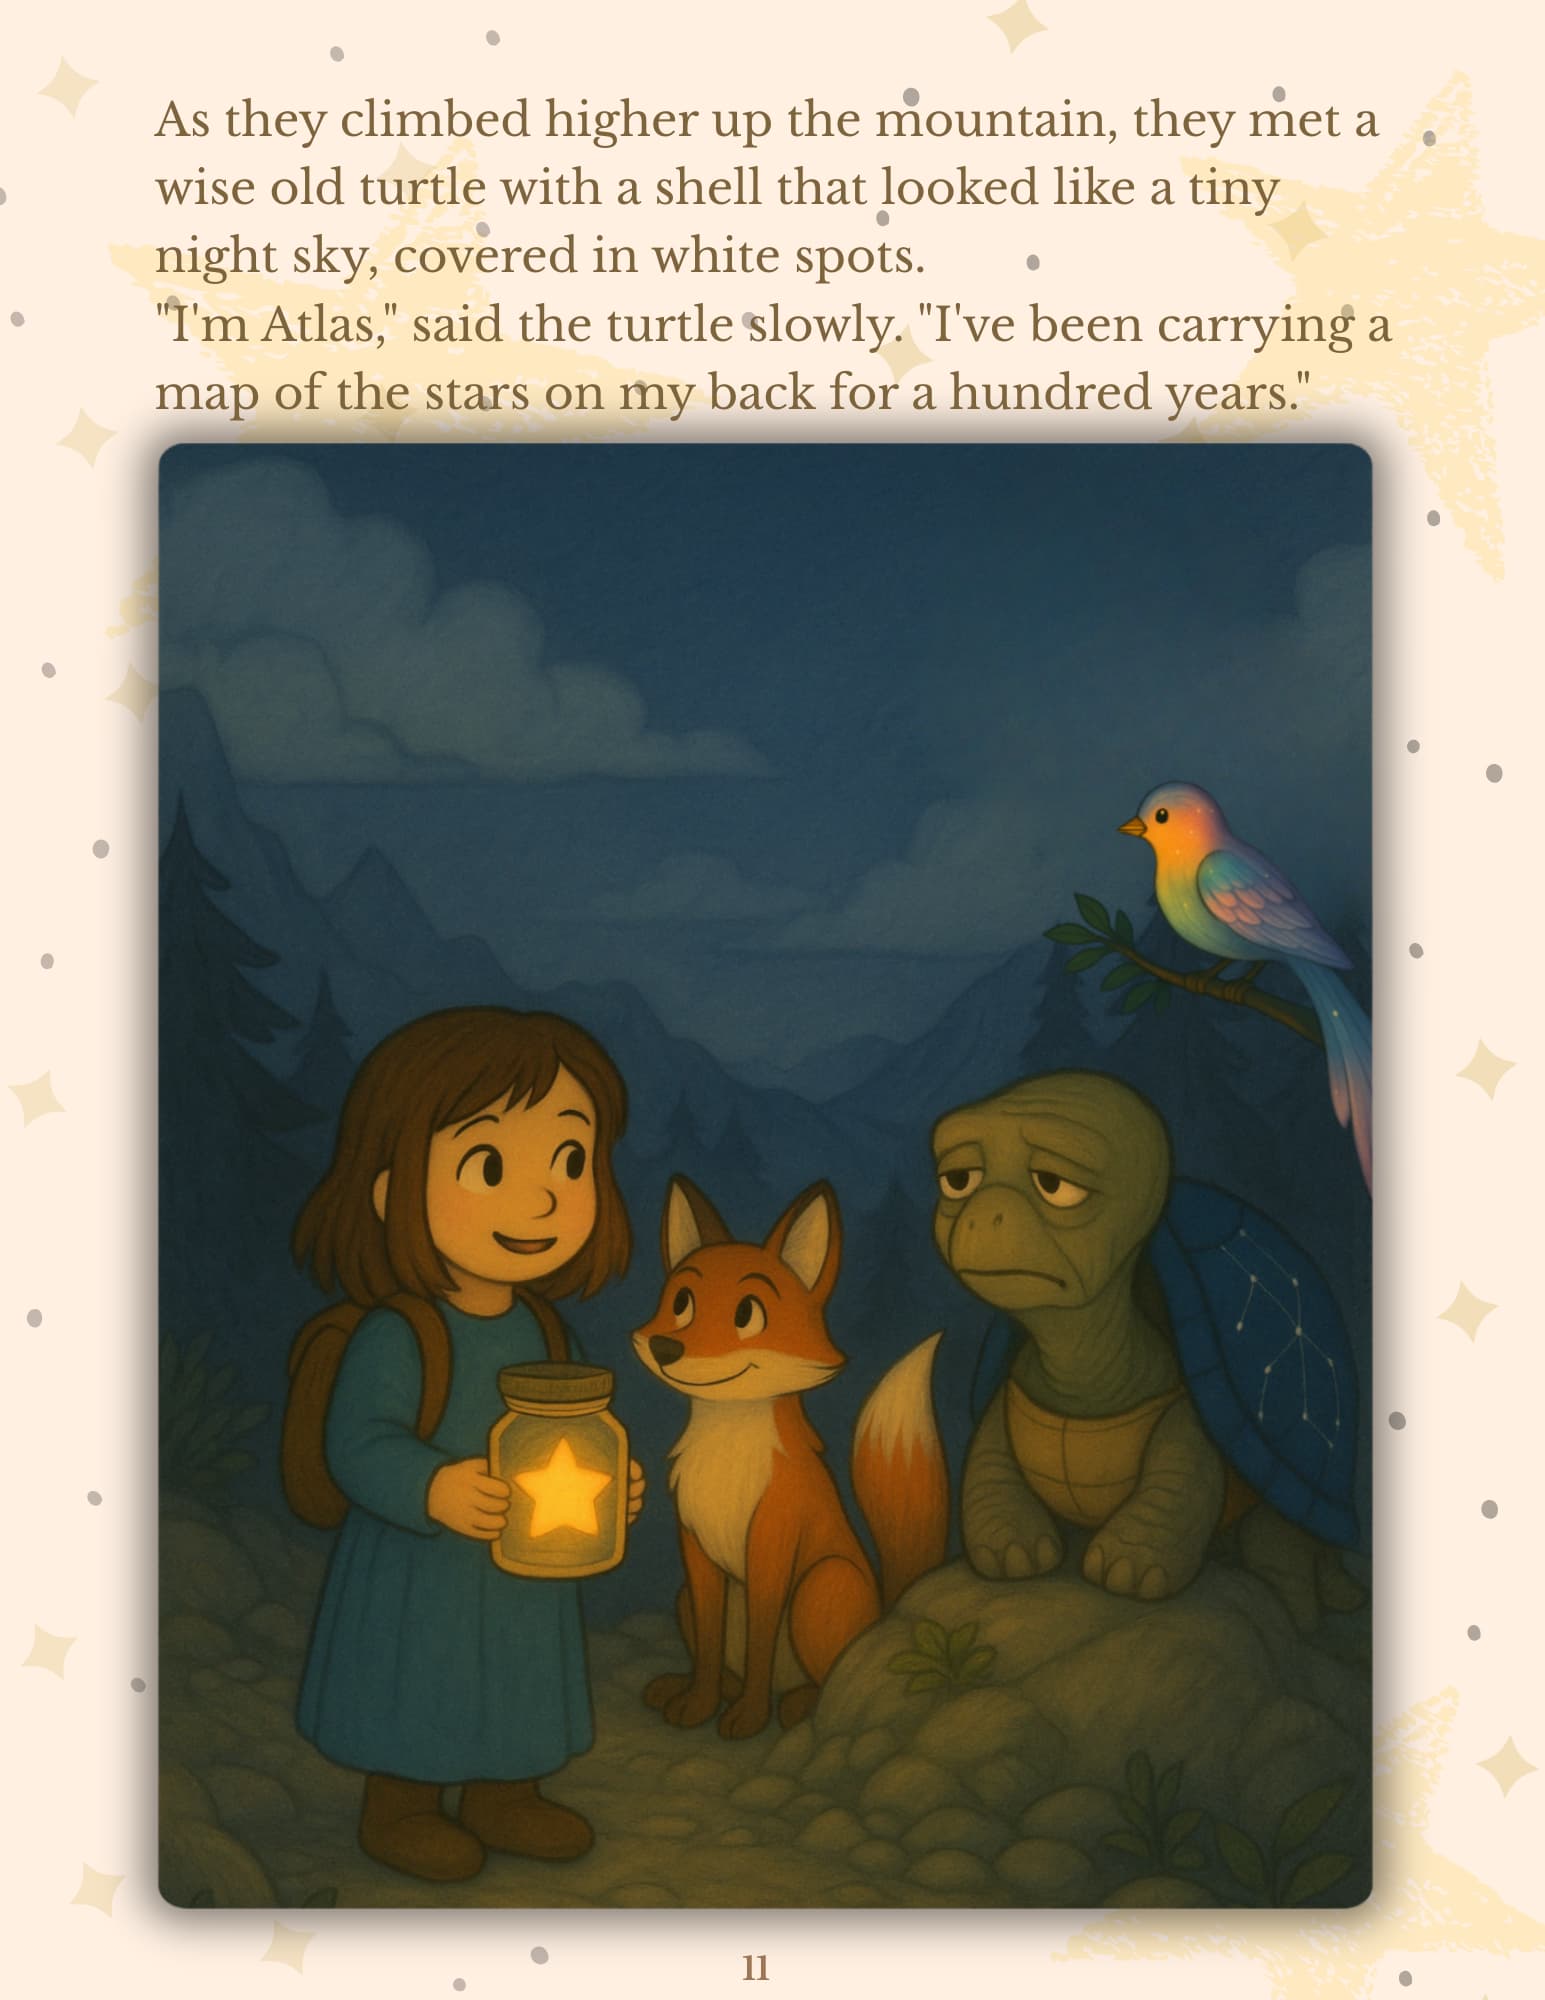 As they climbed higher up the mountain, they met a
wise old turtle with a shell that looked like a tiny
night sky, covered in white spots.
"I'm Atlas," said the turtle slowly. "I've been carrying a
map of the stars on my back for a hundred years."
11